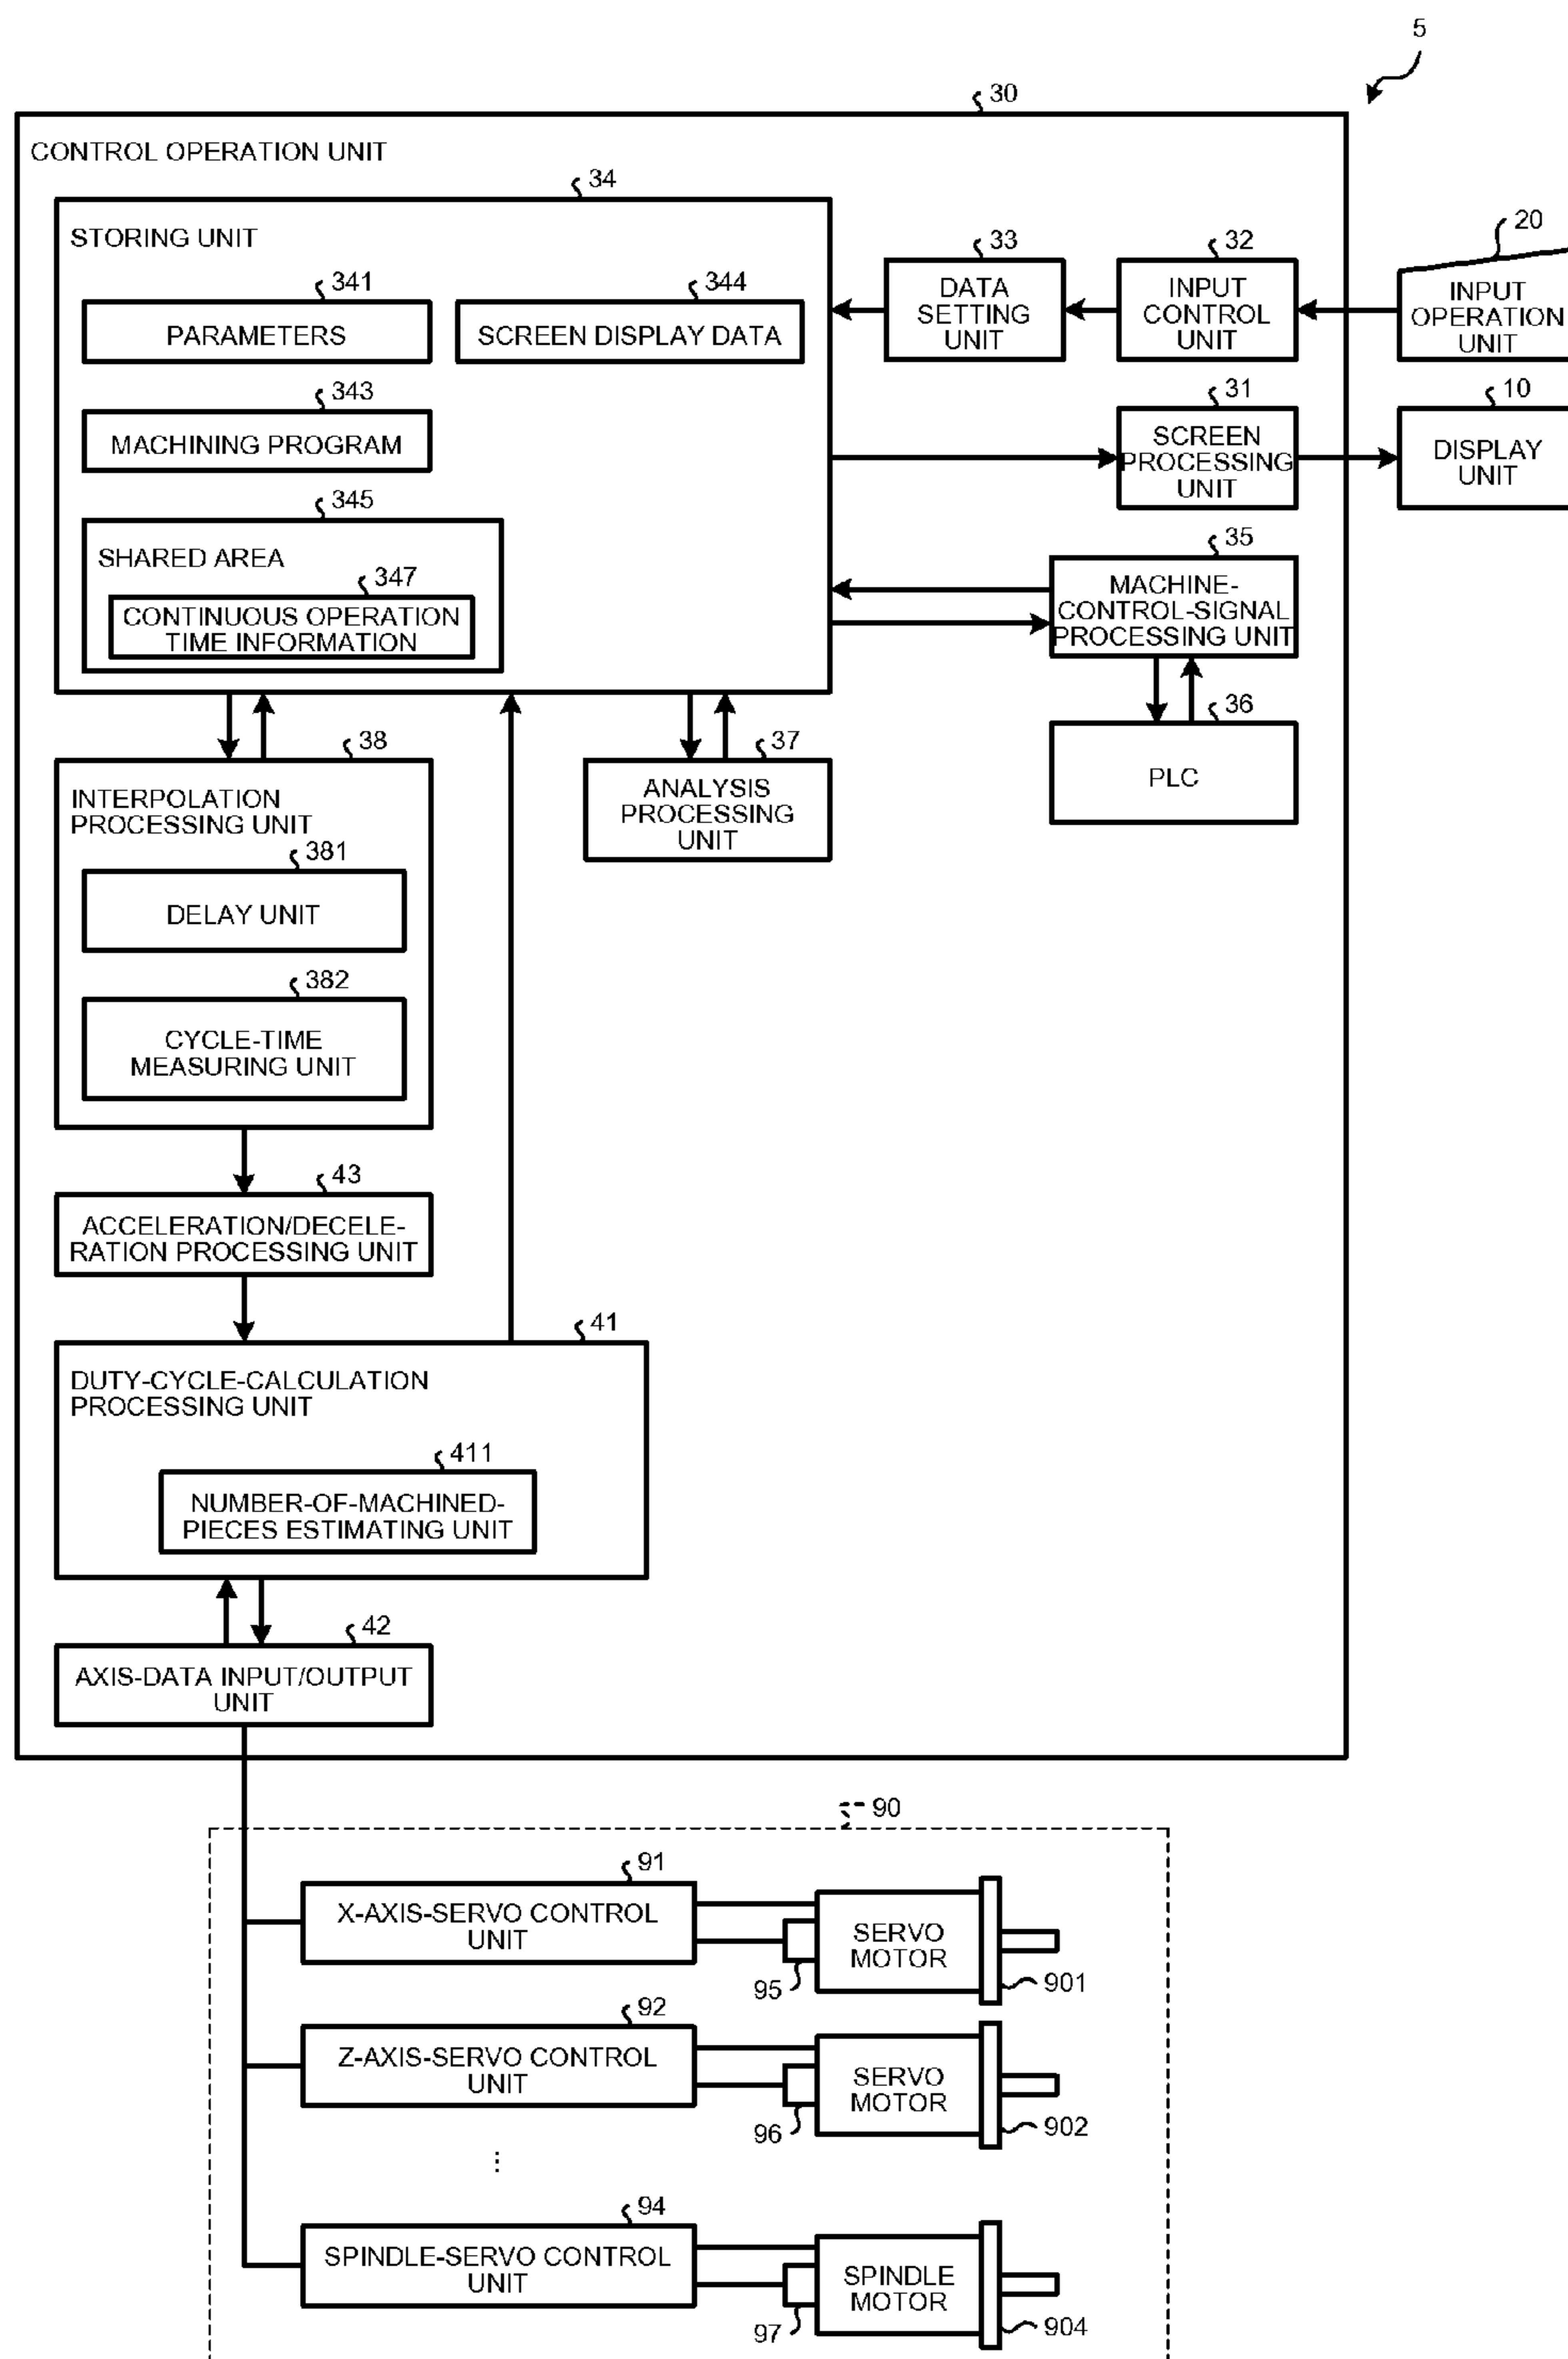 5
30
CONTROL OPERATION UNIT
34
STORING UNIT
341
PARAMETERS
344
SCREEN DISPLAY DATA
343
MACHINING PROGRAM
345
SHARED AREA
347
CONTINUOUS OPERATION
TIME INFORMATION
33
DATA
SETTING
UNIT
32
INPUT
CONTROL
UNIT
20
INPUT
OPERATION
UNIT
31
SCREEN
PROCESSING
UNIT
10
DISPLAY
UNIT
35
MACHINE-
CONTROL-SIGNAL
PROCESSING UNIT
36
PLC
38
INTERPOLATION
PROCESSING UNIT
381
DELAY UNIT
382
CYCLE-TIME
MEASURING UNIT
37
ANALYSIS
PROCESSING
UNIT
43
ACCELERATION/DECELE-
RATION PROCESSING UNIT
41
DUTY-CYCLE-CALCULATION
PROCESSING UNIT
411
NUMBER-OF-MACHINED-
PIECES ESTIMATING UNIT
42
AXIS-DATA INPUT/OUTPUT
UNIT
90
91
X-AXIS-SERVO CONTROL
UNIT
95
SERVO
MOTOR
901
92
Z-AXIS-SERVO CONTROL
UNIT
96
SERVO
MOTOR
902
⋮
94
SPINDLE-SERVO CONTROL
UNIT
97
SPINDLE
MOTOR
904